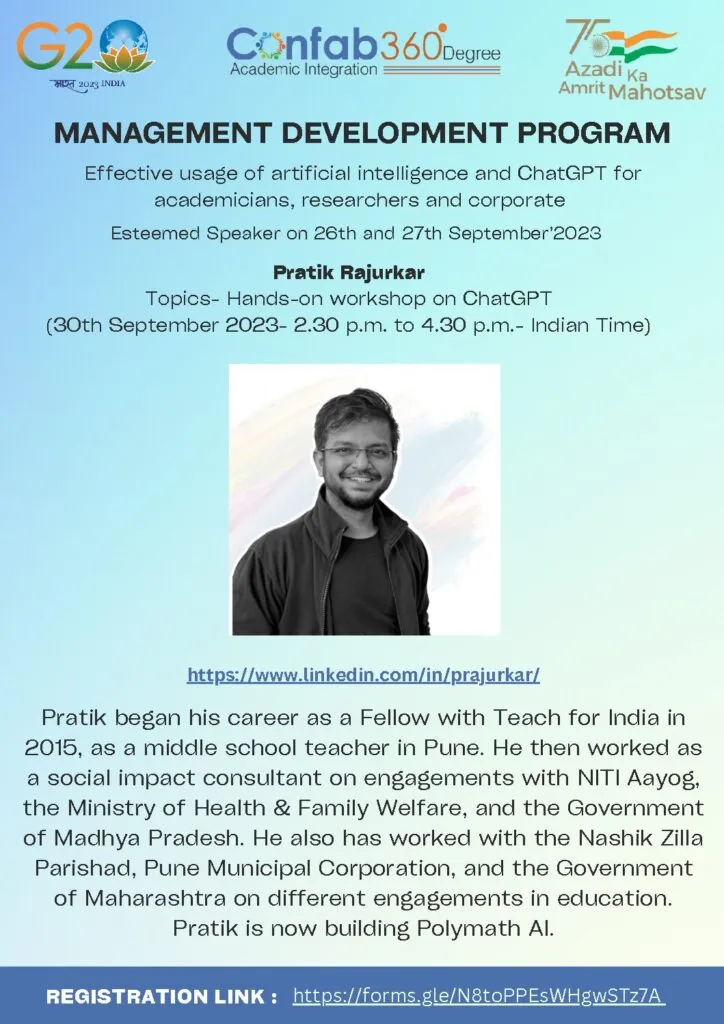 G20
भारत 2023 INDIA
Confab360°Degree
Academic Integration
75
Azadi Ka
Amrit Mahotsav
MANAGEMENT DEVELOPMENT PROGRAM
Effective usage of artificial intelligence and ChatGPT for
academicians, researchers and corporate
Esteemed Speaker on 26th and 27th September'2023
Pratik Rajurkar
Topics- Hands-on workshop on ChatGPT
(30th September 2023- 2.30 p.m. to 4.30 p.m.- Indian Time)
https://www.linkedin.com/in/prajurkar/
Pratik began his career as a Fellow with Teach for India in
2015, as a middle school teacher in Pune. He then worked as
a social impact consultant on engagements with NITI Aayog,
the Ministry of Health & Family Welfare, and the Government
of Madhya Pradesh. He also has worked with the Nashik Zilla
Parishad, Pune Municipal Corporation, and the Government
of Maharashtra on different engagements in education.
Pratik is now building Polymath AI.
REGISTRATION LINK : https://forms.gle/N8toPPEsWHgwSTz7A